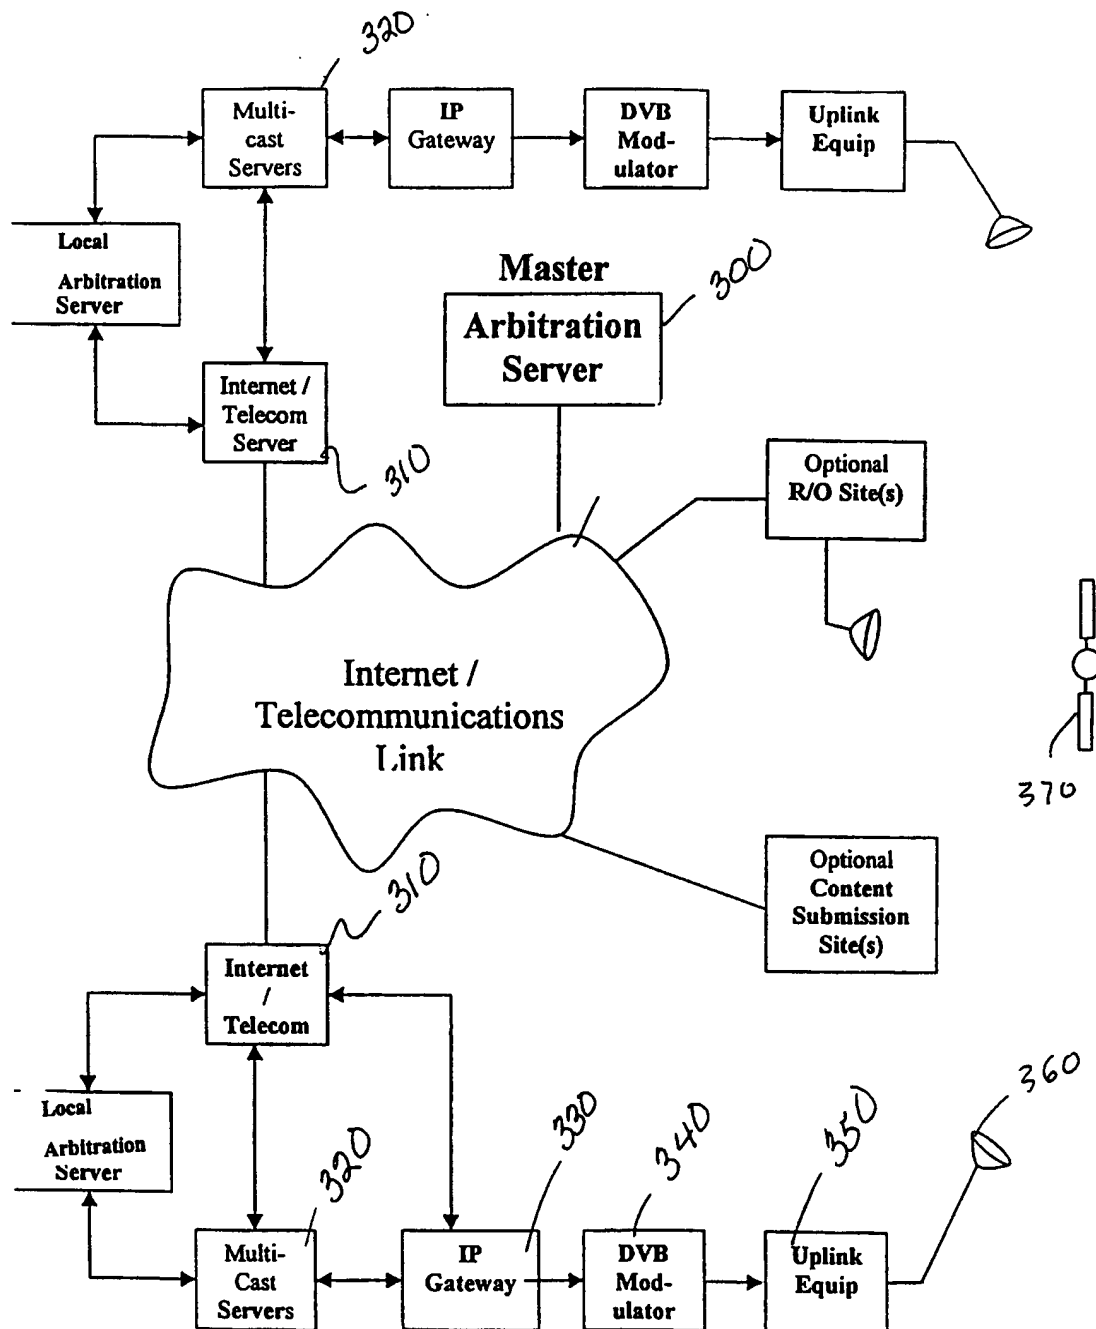 320
Multi-
cast
Servers
IP
Gateway
DVB
Mod-
ulator
Uplink
Equip
Local
Arbitration
Server
Master
300
Arbitration
Server
Internet /
Telecom
Server
310
Optional
R/O Site(s)
Internet /
Telecommunications
Link
370
Optional
Content
Submission
Site(s)
310
Internet
/
Telecom
Local
Arbitration
Server
320
330
340
350
360
Multi-
Cast
Servers
IP
Gateway
DVB
Mod-
ulator
Uplink
Equip